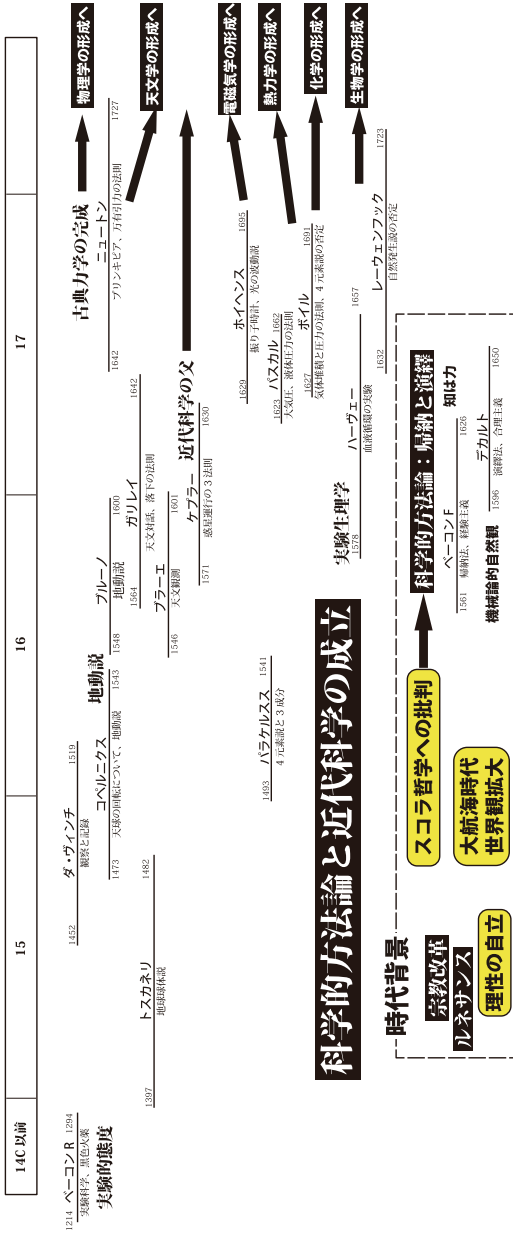 14C 以前
15
16
17
1214 ベーコン R 1294
実験科学、黒色火薬
実験的態度
1452 ダ・ヴィンチ 1519
観察と記録
地動説
1473 コペルニクス 1543
天球の回転について、地動説
1548 ブルーノ 1600
地動説
古典力学の完成
1642 ニュートン 1727
プリンキピア、万有引力の法則
物理学の形成へ
1397 トスカネリ 1482
地球球体説
1564 ガリレイ 1642
天文対話、落下の法則
天文学の形成へ
1546 ブラーエ 1601
天文観測
近代科学の父
1571 ケプラー 1630
惑星運行の 3 法則
1629 ホイヘンス 1695
振り子時計、光の波動説
電磁気学の形成へ
1493 パラケルスス 1541
4 元素説と 3 成分
1623 パスカル 1662
大気圧、液体圧力の法則
熱力学の形成へ
1627 ボイル 1691
気体堆積と圧力の法則、4 元素説の否定
化学の形成へ
実験生理学
1578 ハーヴェー 1657
血液循環の実験
1632 レーウェンフック 1723
自然発生説の否定
生物学の形成へ
科学的方法論と近代科学の成立
時代背景
宗教改革
ルネサンス
理性の自立
スコラ哲学への批判
大航海時代
世界観拡大
科学的方法論：帰納と演繹
知は力
1561 ベーコン F 1626
帰納法、経験主義
1596 デカルト 1650
演繹法、合理主義
機械論的自然観